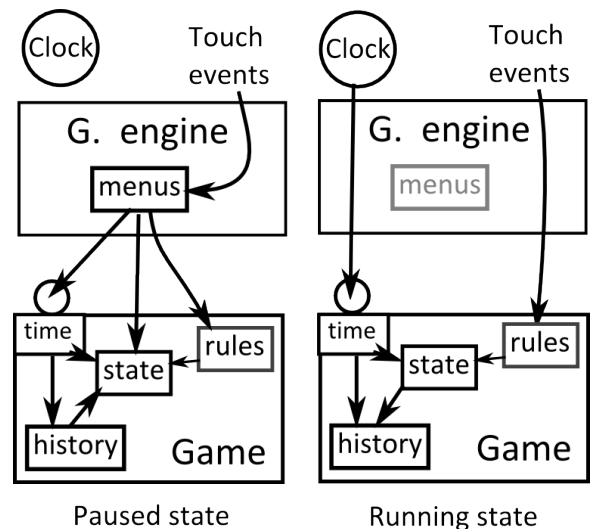 Clock
Touch
events
G. engine
menus
time
rules
state
history
Game
Paused state
Clock
Touch
events
G. engine
menus
time
rules
state
history
Game
Running state